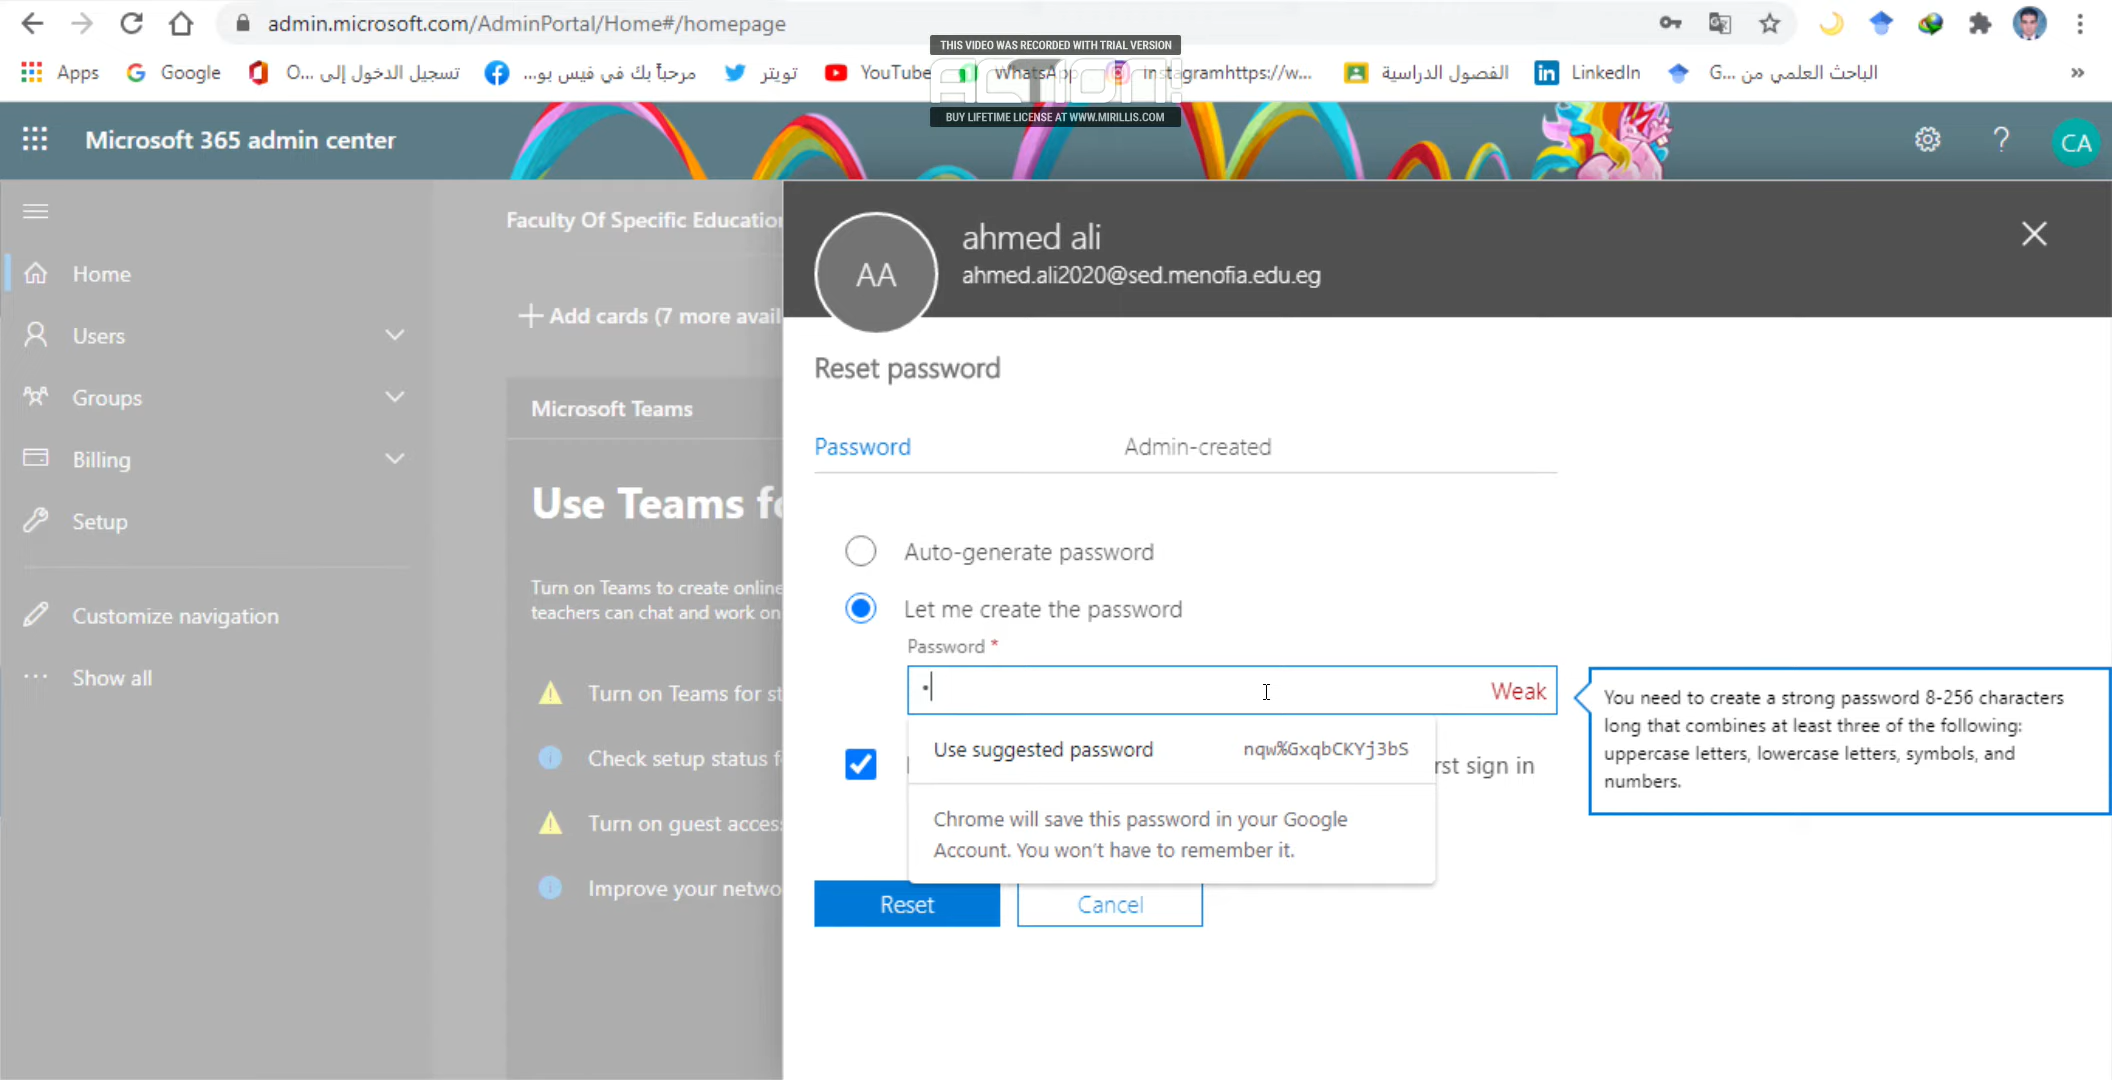 admin.microsoft.com/AdminPortal/Home#/homepage
THIS VIDEO WAS RECORDED WITH TRIAL VERSION
ACTION!
BUY LIFETIME LICENSE AT WWW.MIRILLIS.COM
Apps
Google
تسجيل الدخول إلى O...
مرحباً بك في فيس بو...
تويتر
YouTube
WhatsApp
Instagramhttps://w...
الفصول الدراسية
LinkedIn
الباحث العلمي من G...
»
Microsoft 365 admin center
?
CA
Home
Users
Groups
Billing
Setup
Customize navigation
Show all
Faculty Of Specific Education
Add cards (7 more avail
Microsoft Teams
Use Teams fo
Turn on Teams to create online
teachers can chat and work on
Turn on Teams for st
Check setup status f
Turn on guest acces
Improve your netwo
AA
ahmed ali
ahmed.ali2020@sed.menofia.edu.eg
Reset password
Password
Admin-created
Auto-generate password
Let me create the password
Password *
Weak
Use suggested password
nqw%GxqbCKYj3bS
rst sign in
Chrome will save this password in your Google
Account. You won't have to remember it.
Reset
Cancel
You need to create a strong password 8-256 characters
long that combines at least three of the following:
uppercase letters, lowercase letters, symbols, and
numbers.